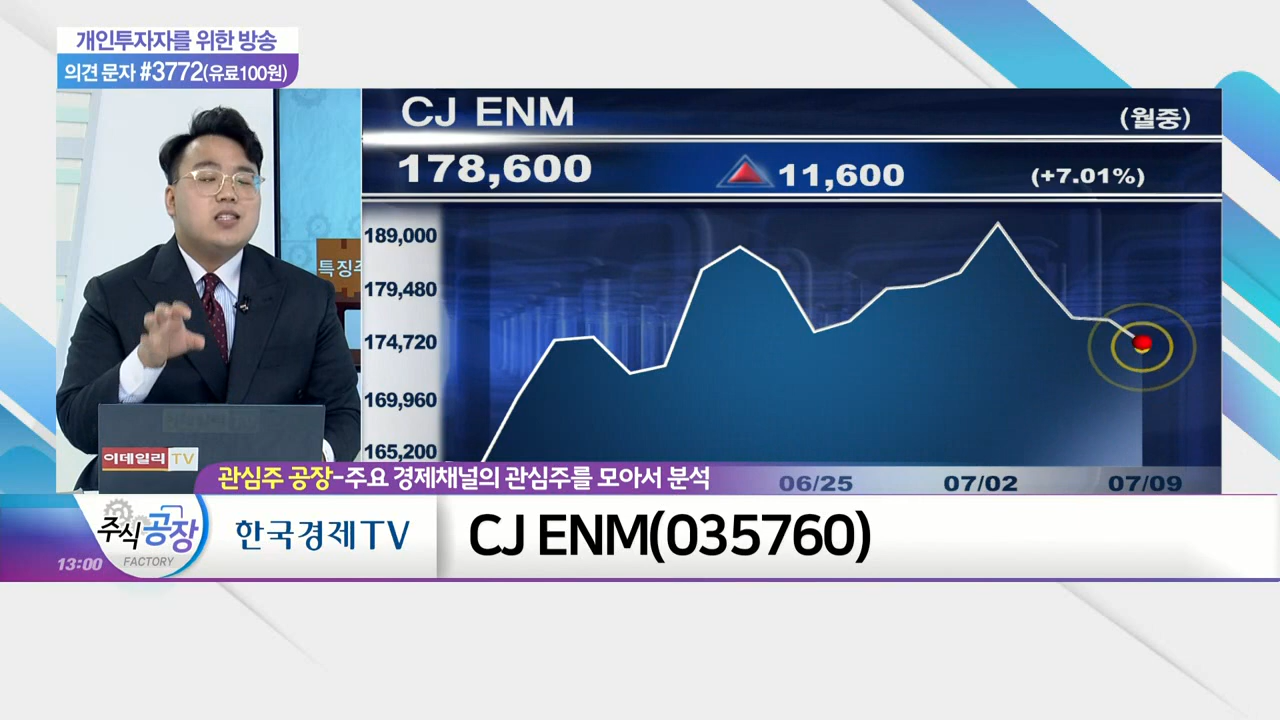 개인투자자를 위한 방송
의견 문자 #3772(유료100원)
CJ ENM
(월중)
178,600
11,600
(+7.01%)
189,000
179,480
174,720
169,960
165,200
06/25
07/02
07/09
특징주
이데일리TV
관심주 공장-주요 경제채널의 관심주를 모아서 분석
주식공장
FACTORY
13:00
한국경제TV
CJ ENM(035760)